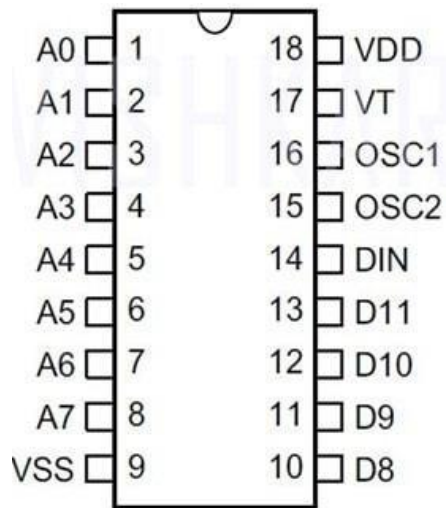 A0 1 18 VDD
A1 2 17 VT
A2 3 16 OSC1
A3 4 15 OSC2
A4 5 14 DIN
A5 6 13 D11
A6 7 12 D10
A7 8 11 D9
VSS 9 10 D8